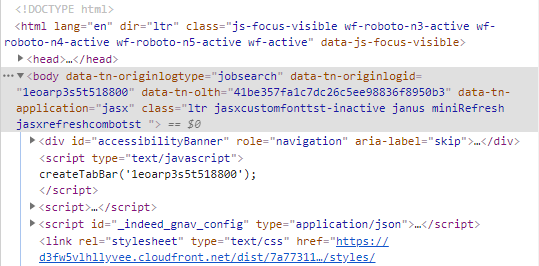 <!DOCTYPE html>
<html lang="en" dir="ltr" class="js-focus-visible wf-roboto-n3-active wf-
roboto-n4-active wf-roboto-n5-active wf-active" data-js-focus-visible>
<head>…</head>
<body data-tn-originlogtype="jobsearch" data-tn-originlogid=
"1eoarp3s5t518800" data-tn-olth="41be357fa1c7dc26c5ee98836f8950b3" data-tn-
application="jasx" class="ltr jasxcustomfonttst-inactive janus miniRefresh
jasxrefreshcombotst "> == $0
<div id="accessibilityBanner" role="navigation" aria-label="skip">…</div>
<script type="text/javascript">
createTabBar('1eoarp3s5t518800');
</script>
<script>…</script>
<script id="_indeed_gnav_config" type="application/json">…</script>
<link rel="stylesheet" type="text/css" href="https://
d3fw5vlhllyvee.cloudfront.net/dist/7a77311…/styles/